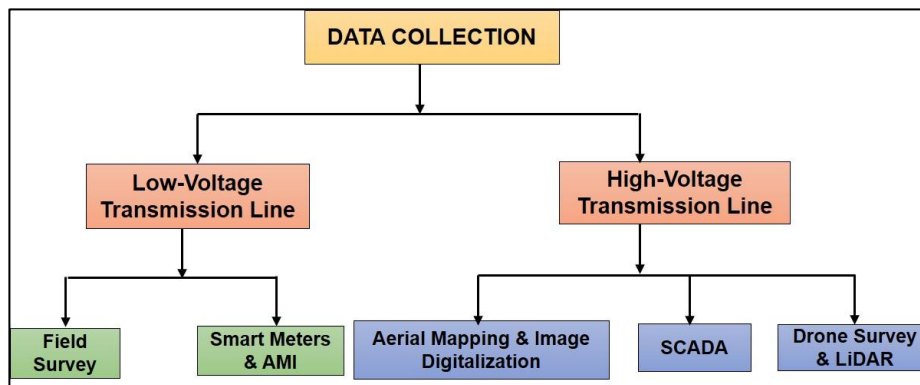 DATA COLLECTION
Low-Voltage
Transmission Line
High-Voltage
Transmission Line
Field
Survey
Smart Meters
& AMI
Aerial Mapping & Image
Digitalization
SCADA
Drone Survey
& LiDAR